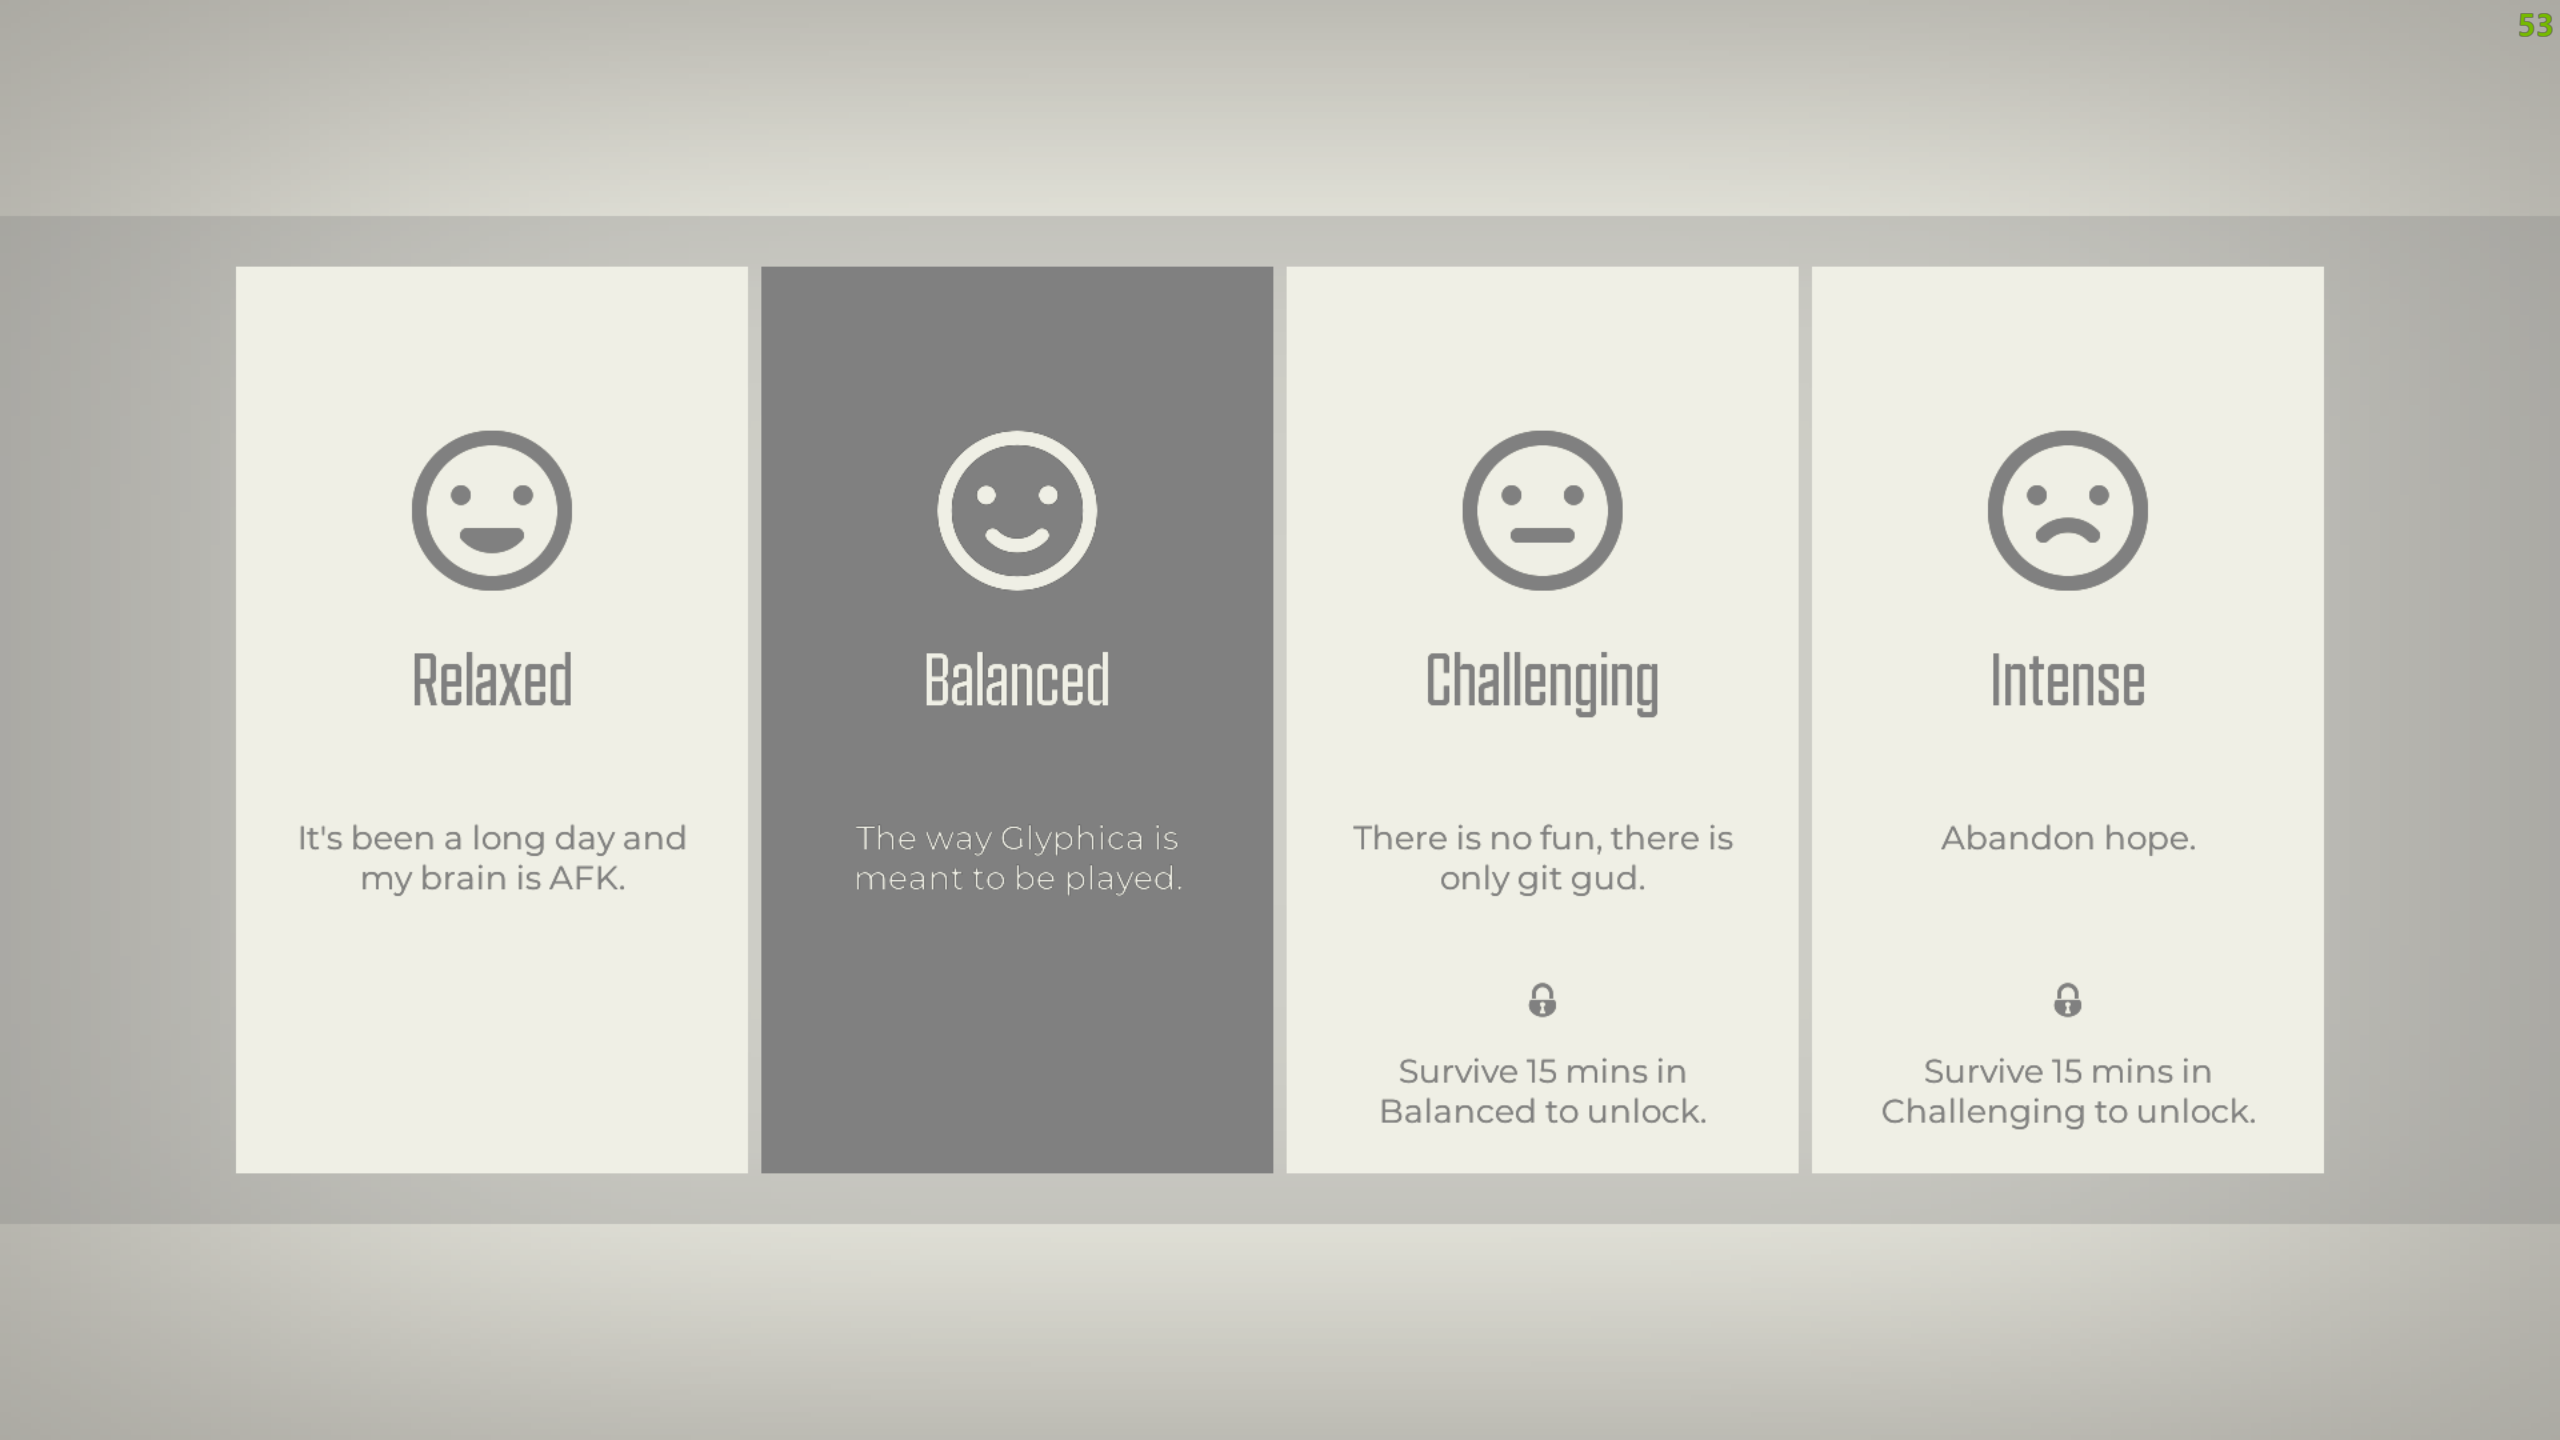 53
Relaxed
It's been a long day and
my brain is AFK.
Balanced
The way Glyphica is
meant to be played.
Challenging
There is no fun, there is
only git gud.
Survive 15 mins in
Balanced to unlock.
Intense
Abandon hope.
Survive 15 mins in
Challenging to unlock.